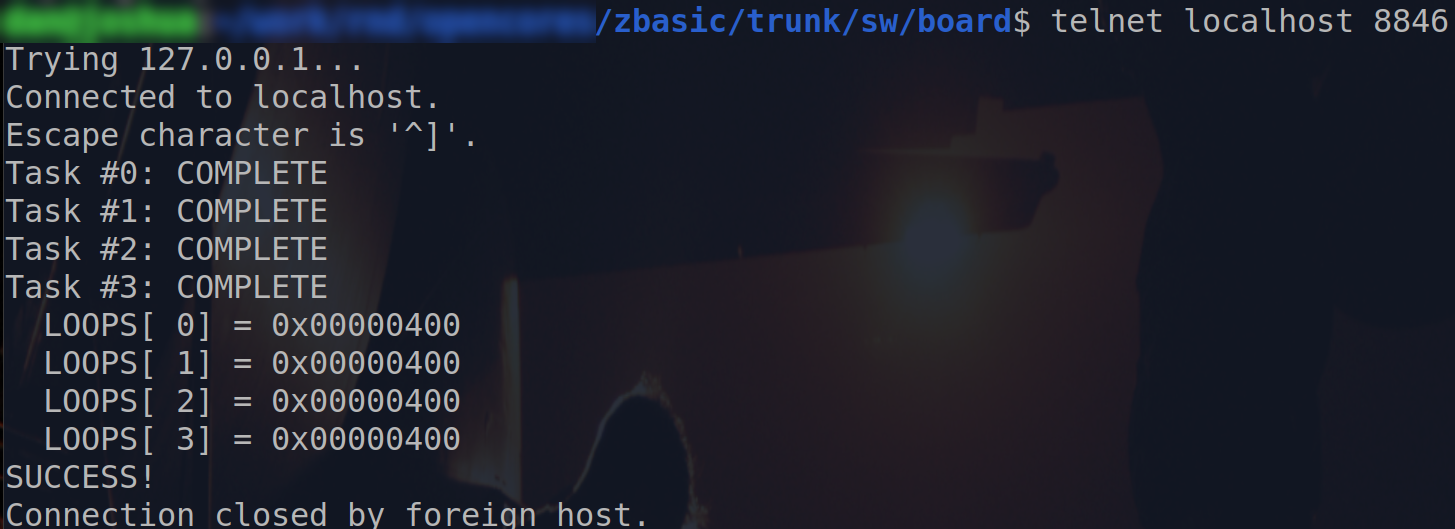 /zbasic/trunk/sw/board$ telnet localhost 8846
Trying 127.0.0.1...
Connected to localhost.
Escape character is '^]'.
Task #0: COMPLETE
Task #1: COMPLETE
Task #2: COMPLETE
Task #3: COMPLETE
  LOOPS[ 0] = 0x00000400
  LOOPS[ 1] = 0x00000400
  LOOPS[ 2] = 0x00000400
  LOOPS[ 3] = 0x00000400
SUCCESS!
Connection closed by foreign host.